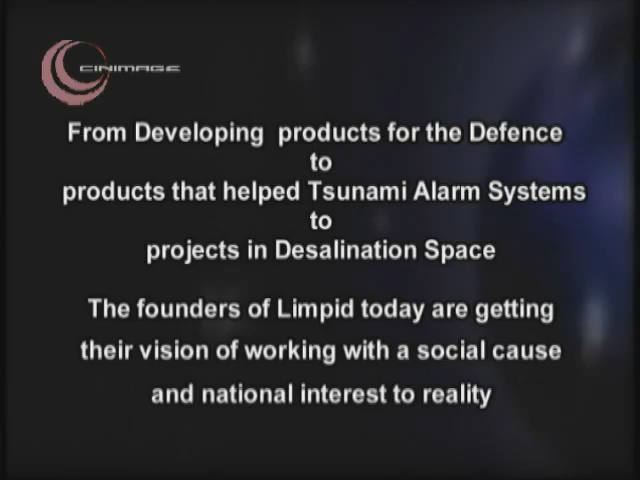 CINIMAGE
From Developing products for the Defence
to
products that helped Tsunami Alarm Systems
to
projects in Desalination Space
The founders of Limpid today are getting
their vision of working with a social cause
and national interest to reality